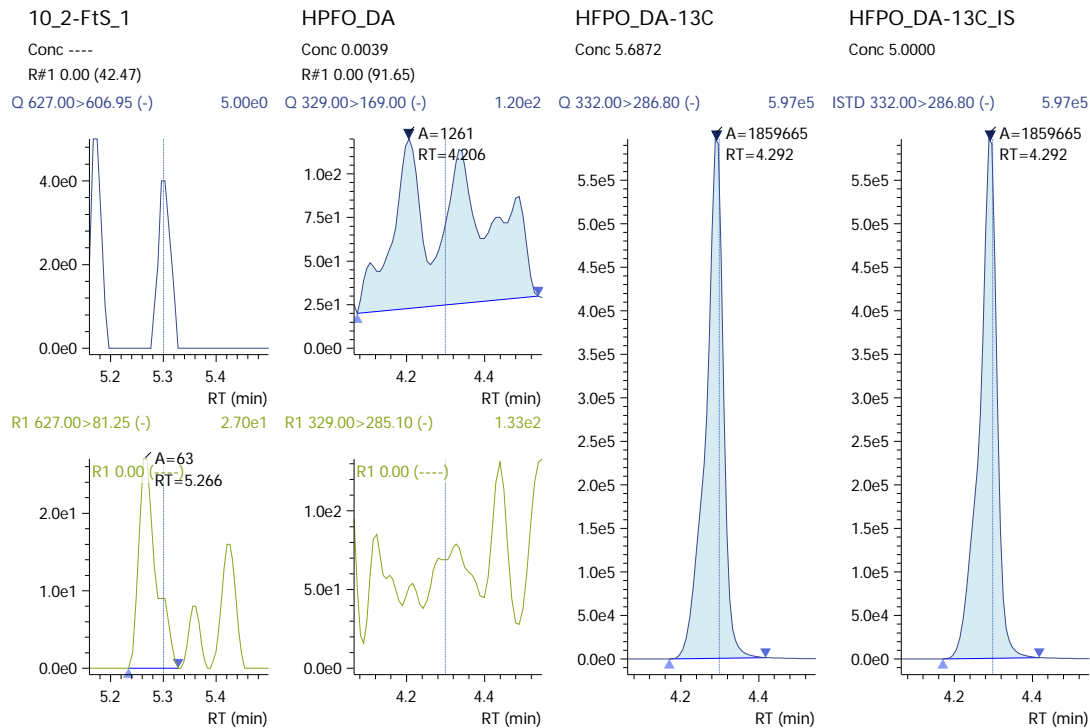 10_2-FtS_1
Conc ----
R#1 0.00 (42.47)
Q 627.00>606.95 (-) 5.00e0
4.0e0
2.0e0
0.0e0
5.2 5.3 5.4
RT (min)
R1 627.00>81.25 (-) 2.70e1
R1 0.00 (----)
A=63
RT=5.266
2.0e1
1.0e1
0.0e0
5.2 5.3 5.4
RT (min)
HPFO_DA
Conc 0.0039
R#1 0.00 (91.65)
Q 329.00>169.00 (-) 1.20e2
A=1261
RT=4.206
1.0e2
7.5e1
5.0e1
2.5e1
0.0e0
4.2 4.4
RT (min)
R1 329.00>285.10 (-) 1.33e2
R1 0.00 (----)
1.0e2
5.0e1
0.0e0
4.2 4.4
RT (min)
HFPO_DA-13C
Conc 5.6872
Q 332.00>286.80 (-) 5.97e5
A=1859665
RT=4.292
5.5e5
5.0e5
4.5e5
4.0e5
3.5e5
3.0e5
2.5e5
2.0e5
1.5e5
1.0e5
5.0e4
0.0e0
4.2 4.4
RT (min)
HFPO_DA-13C_IS
Conc 5.0000
ISTD 332.00>286.80 (-) 5.97e5
A=1859665
RT=4.292
5.5e5
5.0e5
4.5e5
4.0e5
3.5e5
3.0e5
2.5e5
2.0e5
1.5e5
1.0e5
5.0e4
0.0e0
4.2 4.4
RT (min)